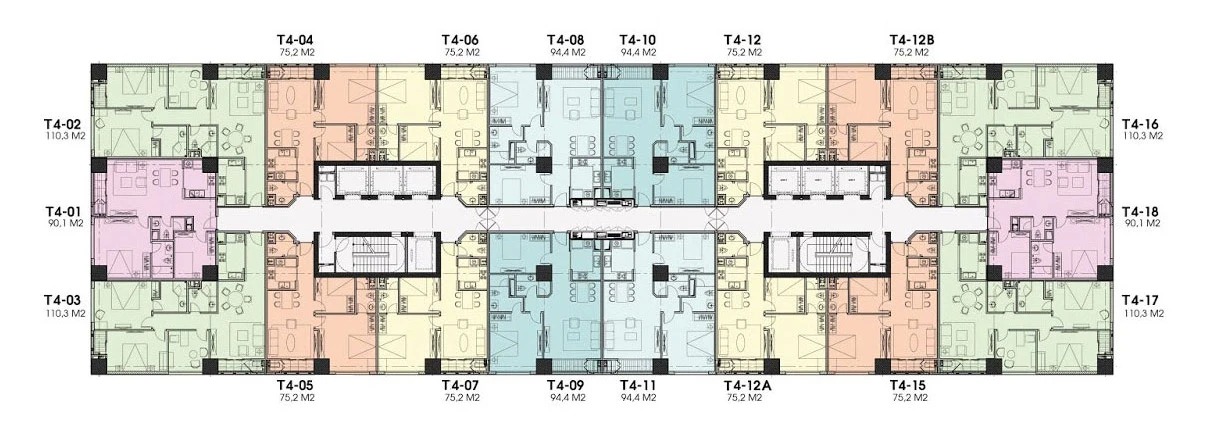 T4-04
75,2 M2
T4-06
75,2 M2
T4-08
94,4 M2
T4-10
94,4 M2
T4-12
75,2 M2
T4-12B
75,2 M2
T4-02
110,3 M2
T4-16
110,3 M2
T4-01
90,1 M2
T4-18
90,1 M2
T4-03
110,3 M2
T4-17
110,3 M2
T4-05
75,2 M2
T4-07
75,2 M2
T4-09
94,4 M2
T4-11
94,4 M2
T4-12A
75,2 M2
T4-15
75,2 M2